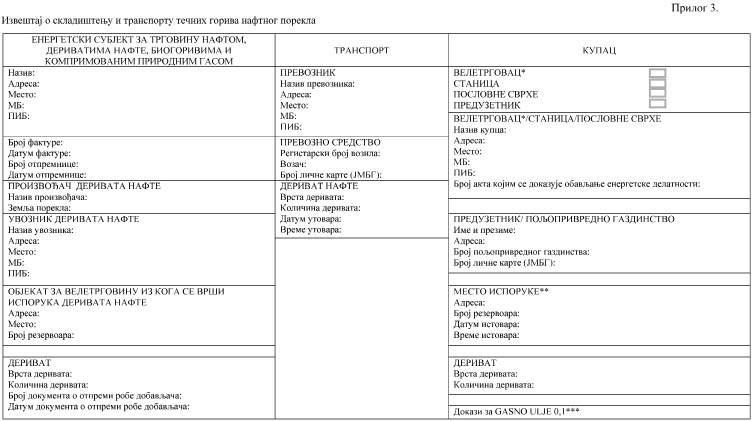 Прилог 3.
Извештај о складиштењу и транспорту течних горива нафтног порекла
ЕНЕРГЕТСКИ СУБЈЕКТ ЗА ТРГОВИНУ НАФТОМ,
ДЕРИВАТИМА НАФТЕ, БИОГОРИВИМА И
КОМПРИМОВАНИМ ПРИРОДНИМ ГАСОМ
Назив:
Адреса:
Место:
МБ:
ПИБ:
Број фактуре:
Датум фактуре:
Број отпремнице:
Датум отпремнице:
ПРОИЗВОЂАЧ ДЕРИВАТА НАФТЕ
Назив произвођача:
Земља порекла:
УВОЗНИК ДЕРИВАТА НАФТЕ
Назив увозника:
Адреса:
Место:
МБ:
ПИБ:
ОБЈЕКАТ ЗА ВЕЛЕТРГОВИНУ ИЗ КОГА СЕ ВРШИ
ИСПОРУКА ДЕРИВАТА НАФТЕ
Адреса:
Место:
Број резервоара:
ДЕРИВАТ
Врста деривата:
Количина деривата:
Број документа о отпреми робе добављача:
Датум документа о отпреми робе добављача:
ТРАНСПОРТ
ПРЕВОЗНИК
Назив превозника:
Адреса:
Место:
МБ:
ПИБ:
ПРЕВОЗНО СРЕДСТВО
Регистарски број возила:
Возач:
Број личне карте (ЈМБГ):
ДЕРИВАТ НАФТЕ
Врста деривата:
Количина деривата:
Датум утовара:
Време утовара:
КУПАЦ
ВЕЛЕТРГОВАЦ*
СТАНИЦА
ПОСЛОВНЕ СВРХЕ
ПРЕДУЗЕТНИК
ВЕЛЕТРГОВАЦ*/СТАНИЦА/ПОСЛОВНЕ СВРХЕ
Назив купца:
Адреса:
Место:
МБ:
ПИБ:
Број акта којим се доказује обављање енергетске делатности:
ПРЕДУЗЕТНИК/ ПОЉОПРИВРЕДНО ГАЗДИНСТВО
Име и презиме:
Адреса:
Број пољопривредног газдинства:
Број личне карте (ЈМБГ):
МЕСТО ИСПОРУКЕ**
Адреса:
Број резервоара:
Датум истовара:
Време истовара:
ДЕРИВАТ
Врста деривата:
Количина деривата:
Докази за GASNO ULJE 0,1***